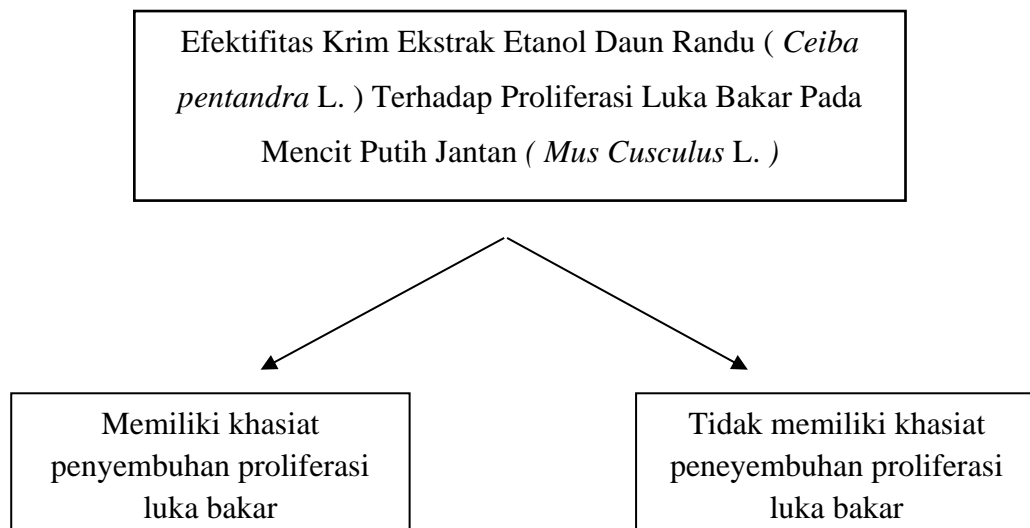 Efektifitas Krim Ekstrak Etanol Daun Randu ( Ceiba
pentandra L. ) Terhadap Proliferasi Luka Bakar Pada
Mencit Putih Jantan ( Mus Cusculus L. )
Memiliki khasiat
penyembuhan proliferasi
luka bakar
Tidak memiliki khasiat
peneyembuhan proliferasi
luka bakar